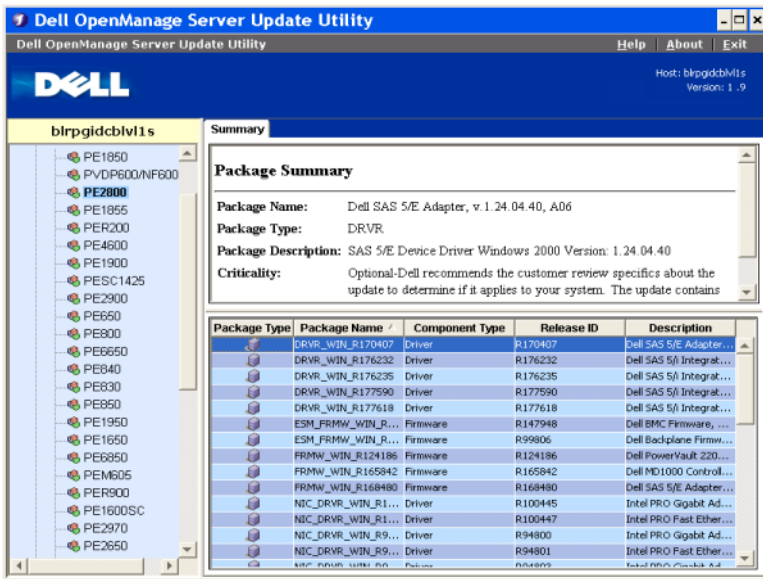 Dell OpenManage Server Update Utility
Dell OpenManage Server Update Utility
Help About Exit
DELL
Host: blrpgidcblvl1s
Version: 1 .9
blrpgidcblvl1s
PE1850
PVDP600/NF600
PE2800
PE1855
PER200
PE4600
PE1900
PESC1425
PE2900
PE650
PE800
PE6650
PE840
PE830
PE850
PE1950
PE1650
PE6850
PEM605
PER900
PE1600SC
PE2970
PE2650
Summary
Package Summary
Package Name: Dell SAS 5/E Adapter, v.1.24.04.40, A06
Package Type: DRVR
Package Description: SAS 5/E Device Driver Windows 2000 Version: 1.24.04.40
Criticality: Optional-Dell recommends the customer review specifics about the
update to determine if it applies to your system. The update contains
Package Type Package Name Component Type Release ID Description
DRVR_WIN_R170407 Driver R170407 Dell SAS 5/E Adapter...
DRVR_WIN_R176232 Driver R176232 Dell SAS 5/i Integrat...
DRVR_WIN_R176235 Driver R176235 Dell SAS 5/i Integrat...
DRVR_WIN_R177590 Driver R177590 Dell SAS 5/i Integrat...
DRVR_WIN_R177618 Driver R177618 Dell SAS 5/i Integrat...
ESM_FRMW_WIN_R... Firmware R147948 Dell BMC Firmware, ...
ESM_FRMW_WIN_R... Firmware R99806 Dell Backplane Firmw...
FRMW_WIN_R124186 Firmware R124186 Dell PowerVault 220...
FRMW_WIN_R165842 Firmware R165842 Dell MD1000 Controll...
FRMW_WIN_R168480 Firmware R168480 Dell SAS 5/E Adapter...
NIC_DRVR_WIN_R1... Driver R100445 Intel PRO Gigabit Ad...
NIC_DRVR_WIN_R1... Driver R100447 Intel PRO Fast Ether...
NIC_DRVR_WIN_R9... Driver R94800 Intel PRO Gigabit Ad...
NIC_DRVR_WIN_R9... Driver R94801 Intel PRO Fast Ether...